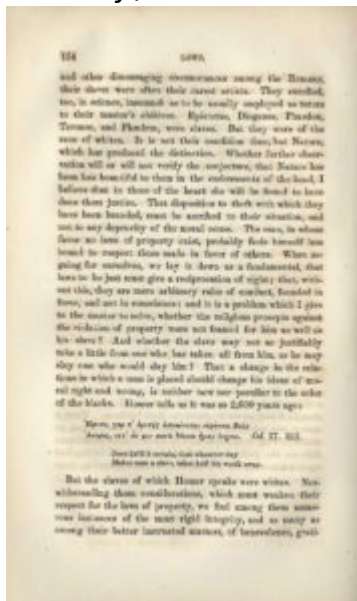 154 LAWS.
and other discouraging circumstances among the Romans,
their slaves were often their rarest artists. They excelled,
too, in science, insomuch as to be usually employed as tutors
to their master's children. Epictetus, Diogenes, Phaedon,
Terence, and Phaedrus, were slaves. But they were of the
race of whites. It is not their condition then, but Nature,
which has produced the distinction. Whether further obser-
vation will or will not verify the conjecture, that Nature has
been less bountiful to them in the endowments of the head, I
believe that in those of the heart she will be found to have
done them justice. That disposition to theft with which they
have been branded, must be ascribed to their situation, and
not to any depravity of the moral sense. The man, in whose
favor no laws of property exist, probably feels himself less
bound to respect those made in favor of others. When ar-
guing for ourselves, we lay it down as a fundamental, that
laws to be just must give a reciprocation of right; that, with-
out this, they are mere arbitrary rules of conduct, founded in
force, and not in conscience: and it is a problem which I give
to the master to solve, whether the religious precepts against
the violation of property were not framed for him as well as
his slave? And whether the slave may not as justifiably
take a little from one who has taken all from him, as he may
slay one who would slay him? That a change in the rela-
tions in which a man is placed should change his ideas of mo-
ral right and wrong, is neither new nor peculiar to the color
of the blacks. Homer tells us it was so 2,600 years ago:
Od. 17. 323.
Jove fix'd it certain, that whatever day
Makes man a slave, takes half his worth away.
But the slaves of which Homer speaks were whites. Not-
withstanding these considerations, which must weaken their
respect for the laws of property, we find among them nume-
rous instances of the most rigid integrity, and as many as
among their better instructed masters, of benevolence, grati-